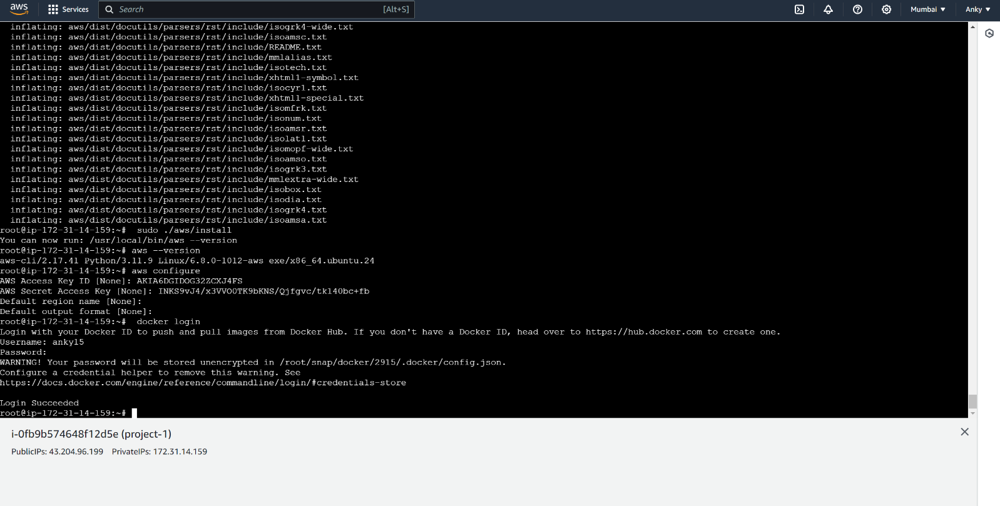 aws
Services
Search
[Alt+S]
Mumbai
Anky
inflating: aws/dist/docutils/parsers/rst/include/isogrk4-wide.txt
inflating: aws/dist/docutils/parsers/rst/include/isoamsc.txt
inflating: aws/dist/docutils/parsers/rst/include/README.txt
inflating: aws/dist/docutils/parsers/rst/include/mmlalias.txt
inflating: aws/dist/docutils/parsers/rst/include/isotech.txt
inflating: aws/dist/docutils/parsers/rst/include/xhtml1-symbol.txt
inflating: aws/dist/docutils/parsers/rst/include/isocyr1.txt
inflating: aws/dist/docutils/parsers/rst/include/xhtml1-special.txt
inflating: aws/dist/docutils/parsers/rst/include/isomfrk.txt
inflating: aws/dist/docutils/parsers/rst/include/isonum.txt
inflating: aws/dist/docutils/parsers/rst/include/isoamsr.txt
inflating: aws/dist/docutils/parsers/rst/include/isolat1.txt
inflating: aws/dist/docutils/parsers/rst/include/isomopf-wide.txt
inflating: aws/dist/docutils/parsers/rst/include/isoamso.txt
inflating: aws/dist/docutils/parsers/rst/include/isogrk3.txt
inflating: aws/dist/docutils/parsers/rst/include/mmlextra-wide.txt
inflating: aws/dist/docutils/parsers/rst/include/isobox.txt
inflating: aws/dist/docutils/parsers/rst/include/isodia.txt
inflating: aws/dist/docutils/parsers/rst/include/isogrk4.txt
inflating: aws/dist/docutils/parsers/rst/include/isoamsa.txt
root@ip-172-31-14-159:~#  sudo ./aws/install
You can now run: /usr/local/bin/aws --version
root@ip-172-31-14-159:~# aws --version
aws-cli/2.17.41 Python/3.11.9 Linux/6.8.0-1012-aws exe/x86_64.ubuntu.24
root@ip-172-31-14-159:~# aws configure
AWS Access Key ID [None]: AKIA6DGIDOG32ZCXJ4FS
AWS Secret Access Key [None]:
Default region name [None]:
Default output format [None]:
root@ip-172-31-14-159:~#  docker login
Login with your Docker ID to push and pull images from Docker Hub. If you don't have a Docker ID, head over to https://hub.docker.com to create one.
Username: anky15
Password:
WARNING! Your password will be stored unencrypted in /root/snap/docker/2915/.docker/config.json.
Configure a credential helper to remove this warning. See
https://docs.docker.com/engine/reference/commandline/login/#credentials-store
Login Succeeded
root@ip-172-31-14-159:~#
i-0fb9b574648f12d5e (project-1)
PublicIPs: 43.204.96.199 PrivateIPs: 172.31.14.159